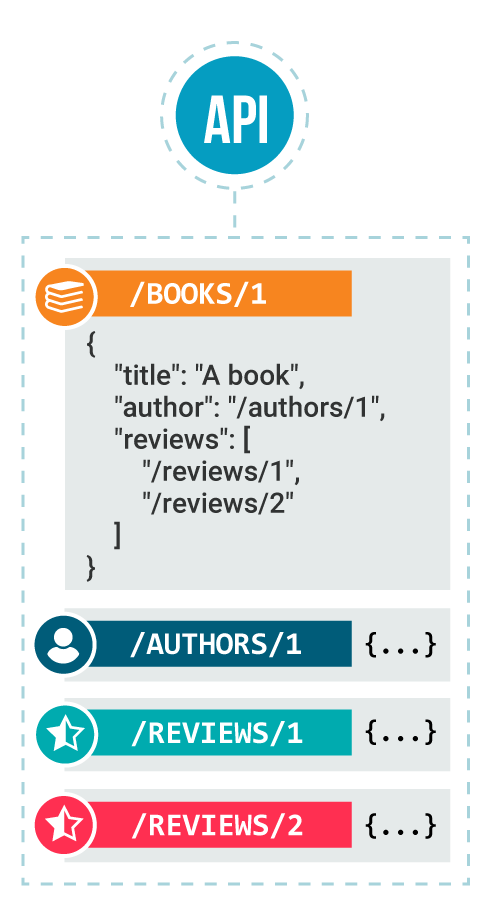 API
/BOOKS/1
{
"title": "A book",
"author": "/authors/1",
"reviews": [
"/reviews/1",
"/reviews/2"
]
}
/AUTHORS/1 {...}
/REVIEWS/1 {...}
/REVIEWS/2 {...}